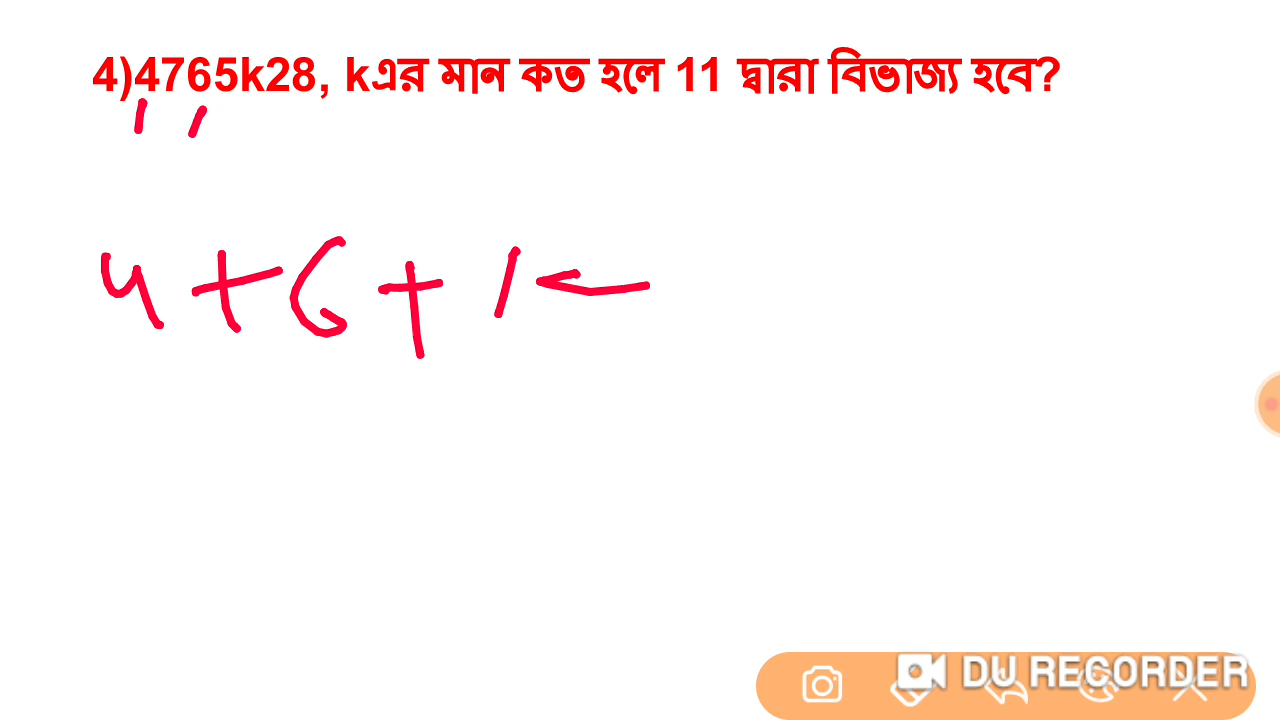 4)4765k28, kএর মান কত হলে 11 দ্বারা বিভাজ্য হবে?
4+6+k
DU RECORDER